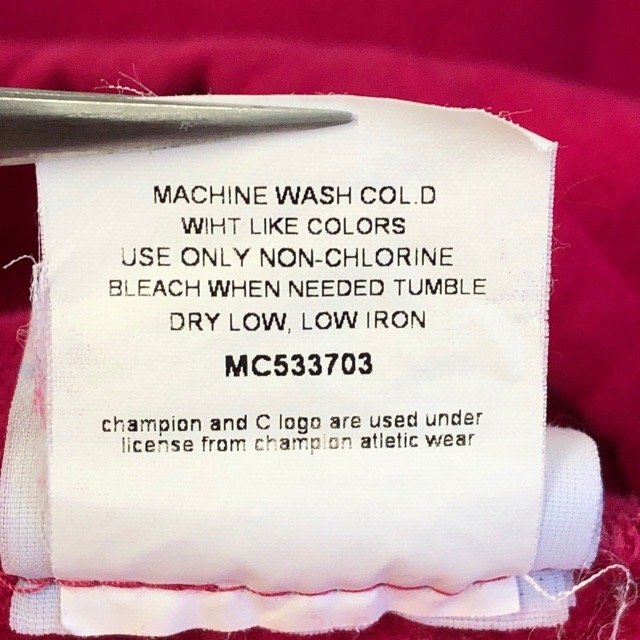 MACHINE WASH COL.D
WIHT LIKE COLORS
USE ONLY NON-CHLORINE
BLEACH WHEN NEEDED TUMBLE
DRY LOW, LOW IRON
MC533703
champion and C logo are used under
license from champion atletic wear